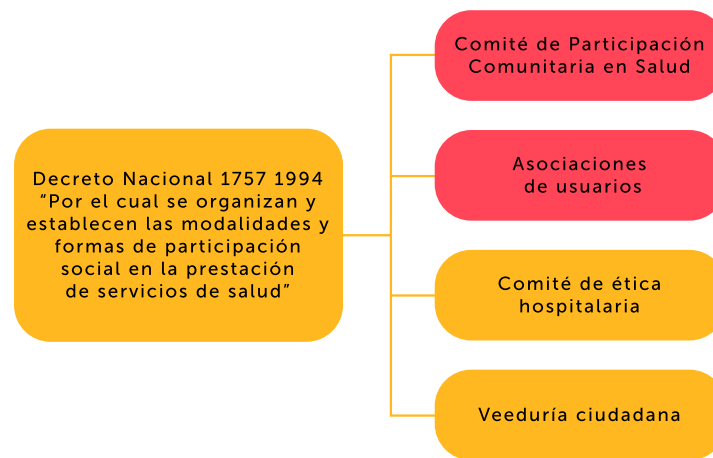 Decreto Nacional 1757 1994
“Por el cual se organizan y
establecen las modalidades y
formas de participación
social en la prestación
de servicios de salud”
Comité de Participación
Comunitaria en Salud
Asociaciones
de usuarios
Comité de ética
hospitalaria
Veeduría ciudadana